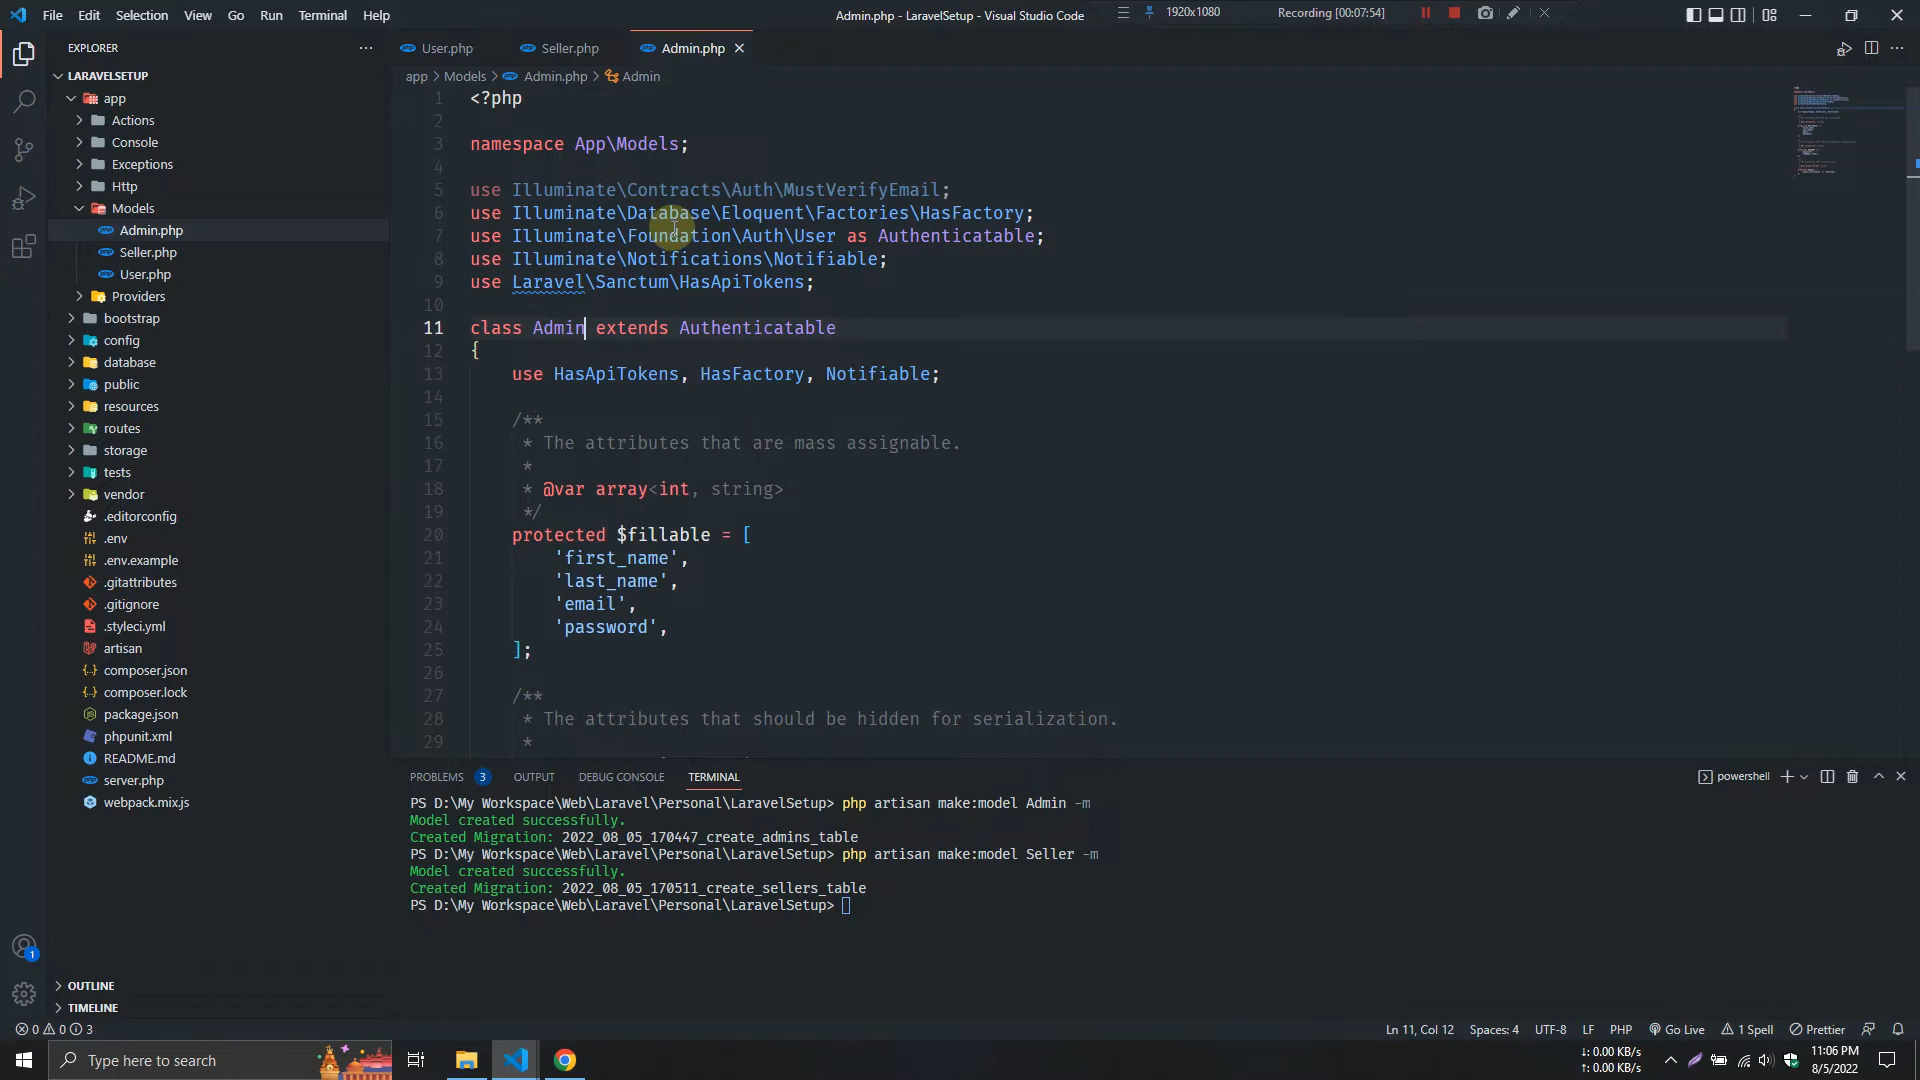 File Edit Selection View Go Run Terminal Help
Admin.php - LaravelSetup - Visual Studio Code
1920x1080
Recording [00:07:54]
EXPLORER
LARAVELSETUP
app
Actions
Console
Exceptions
Http
Models
Admin.php
Seller.php
User.php
Providers
bootstrap
config
database
public
resources
routes
storage
tests
vendor
.editorconfig
.env
.env.example
.gitattributes
.gitignore
.styleci.yml
artisan
composer.json
composer.lock
package.json
phpunit.xml
README.md
server.php
webpack.mix.js
OUTLINE
TIMELINE
User.php Seller.php Admin.php
app > Models > Admin.php > Admin
1 <?php
2
3 namespace App\Models;
4
5 use Illuminate\Contracts\Auth\MustVerifyEmail;
6 use Illuminate\Database\Eloquent\Factories\HasFactory;
7 use Illuminate\Foundation\Auth\User as Authenticatable;
8 use Illuminate\Notifications\Notifiable;
9 use Laravel\Sanctum\HasApiTokens;
10
11 class Admin extends Authenticatable
12 {
13 use HasApiTokens, HasFactory, Notifiable;
14
15 /**
16 * The attributes that are mass assignable.
17 *
18 * @var array<int, string>
19 */
20 protected $fillable = [
21 'first_name',
22 'last_name',
23 'email',
24 'password',
25 ];
26
27 /**
28 * The attributes that should be hidden for serialization.
29 *
PROBLEMS 3 OUTPUT DEBUG CONSOLE TERMINAL
powershell
PS D:\My Workspace\Web\Laravel\Personal\LaravelSetup> php artisan make:model Admin -m
Model created successfully.
Created Migration: 2022_08_05_170447_create_admins_table
PS D:\My Workspace\Web\Laravel\Personal\LaravelSetup> php artisan make:model Seller -m
Model created successfully.
Created Migration: 2022_08_05_170511_create_sellers_table
PS D:\My Workspace\Web\Laravel\Personal\LaravelSetup>
1
0 0 3
Ln 11, Col 12 Spaces: 4 UTF-8 LF PHP Go Live 1 Spell Prettier
Type here to search
↓: 0.00 KB/s
↑: 0.00 KB/s
11:06 PM
8/5/2022